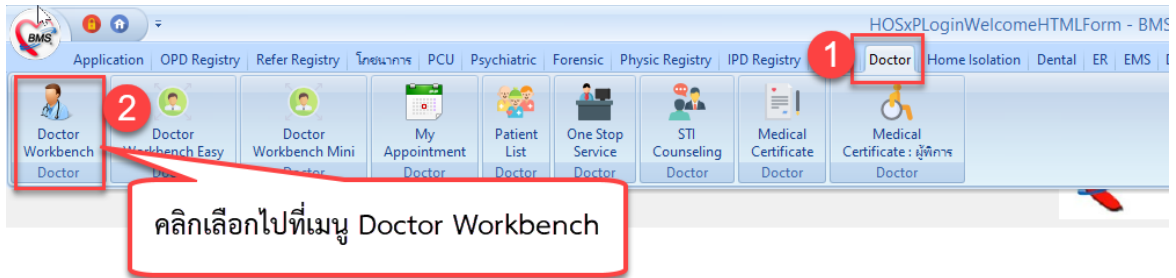 HOSxPLoginWelcomeHTMLForm - BMS
BMS
Application OPD Registry Refer Registry โภชนาการ PCU Psychiatric Forensic Physic Registry IPD Registry 1 Doctor Home Isolation Dental ER EMS D
2
Doctor Workbench
Doctor Workbench Easy
Doctor Workbench Mini
My Appointment
Patient List
One Stop Service
STI Counseling
Medical Certificate
Medical Certificate : ผู้พิการ
Doctor Doctor Doctor Doctor Doctor Doctor Doctor Doctor Doctor
คลิกเลือกไปที่เมนู Doctor Workbench